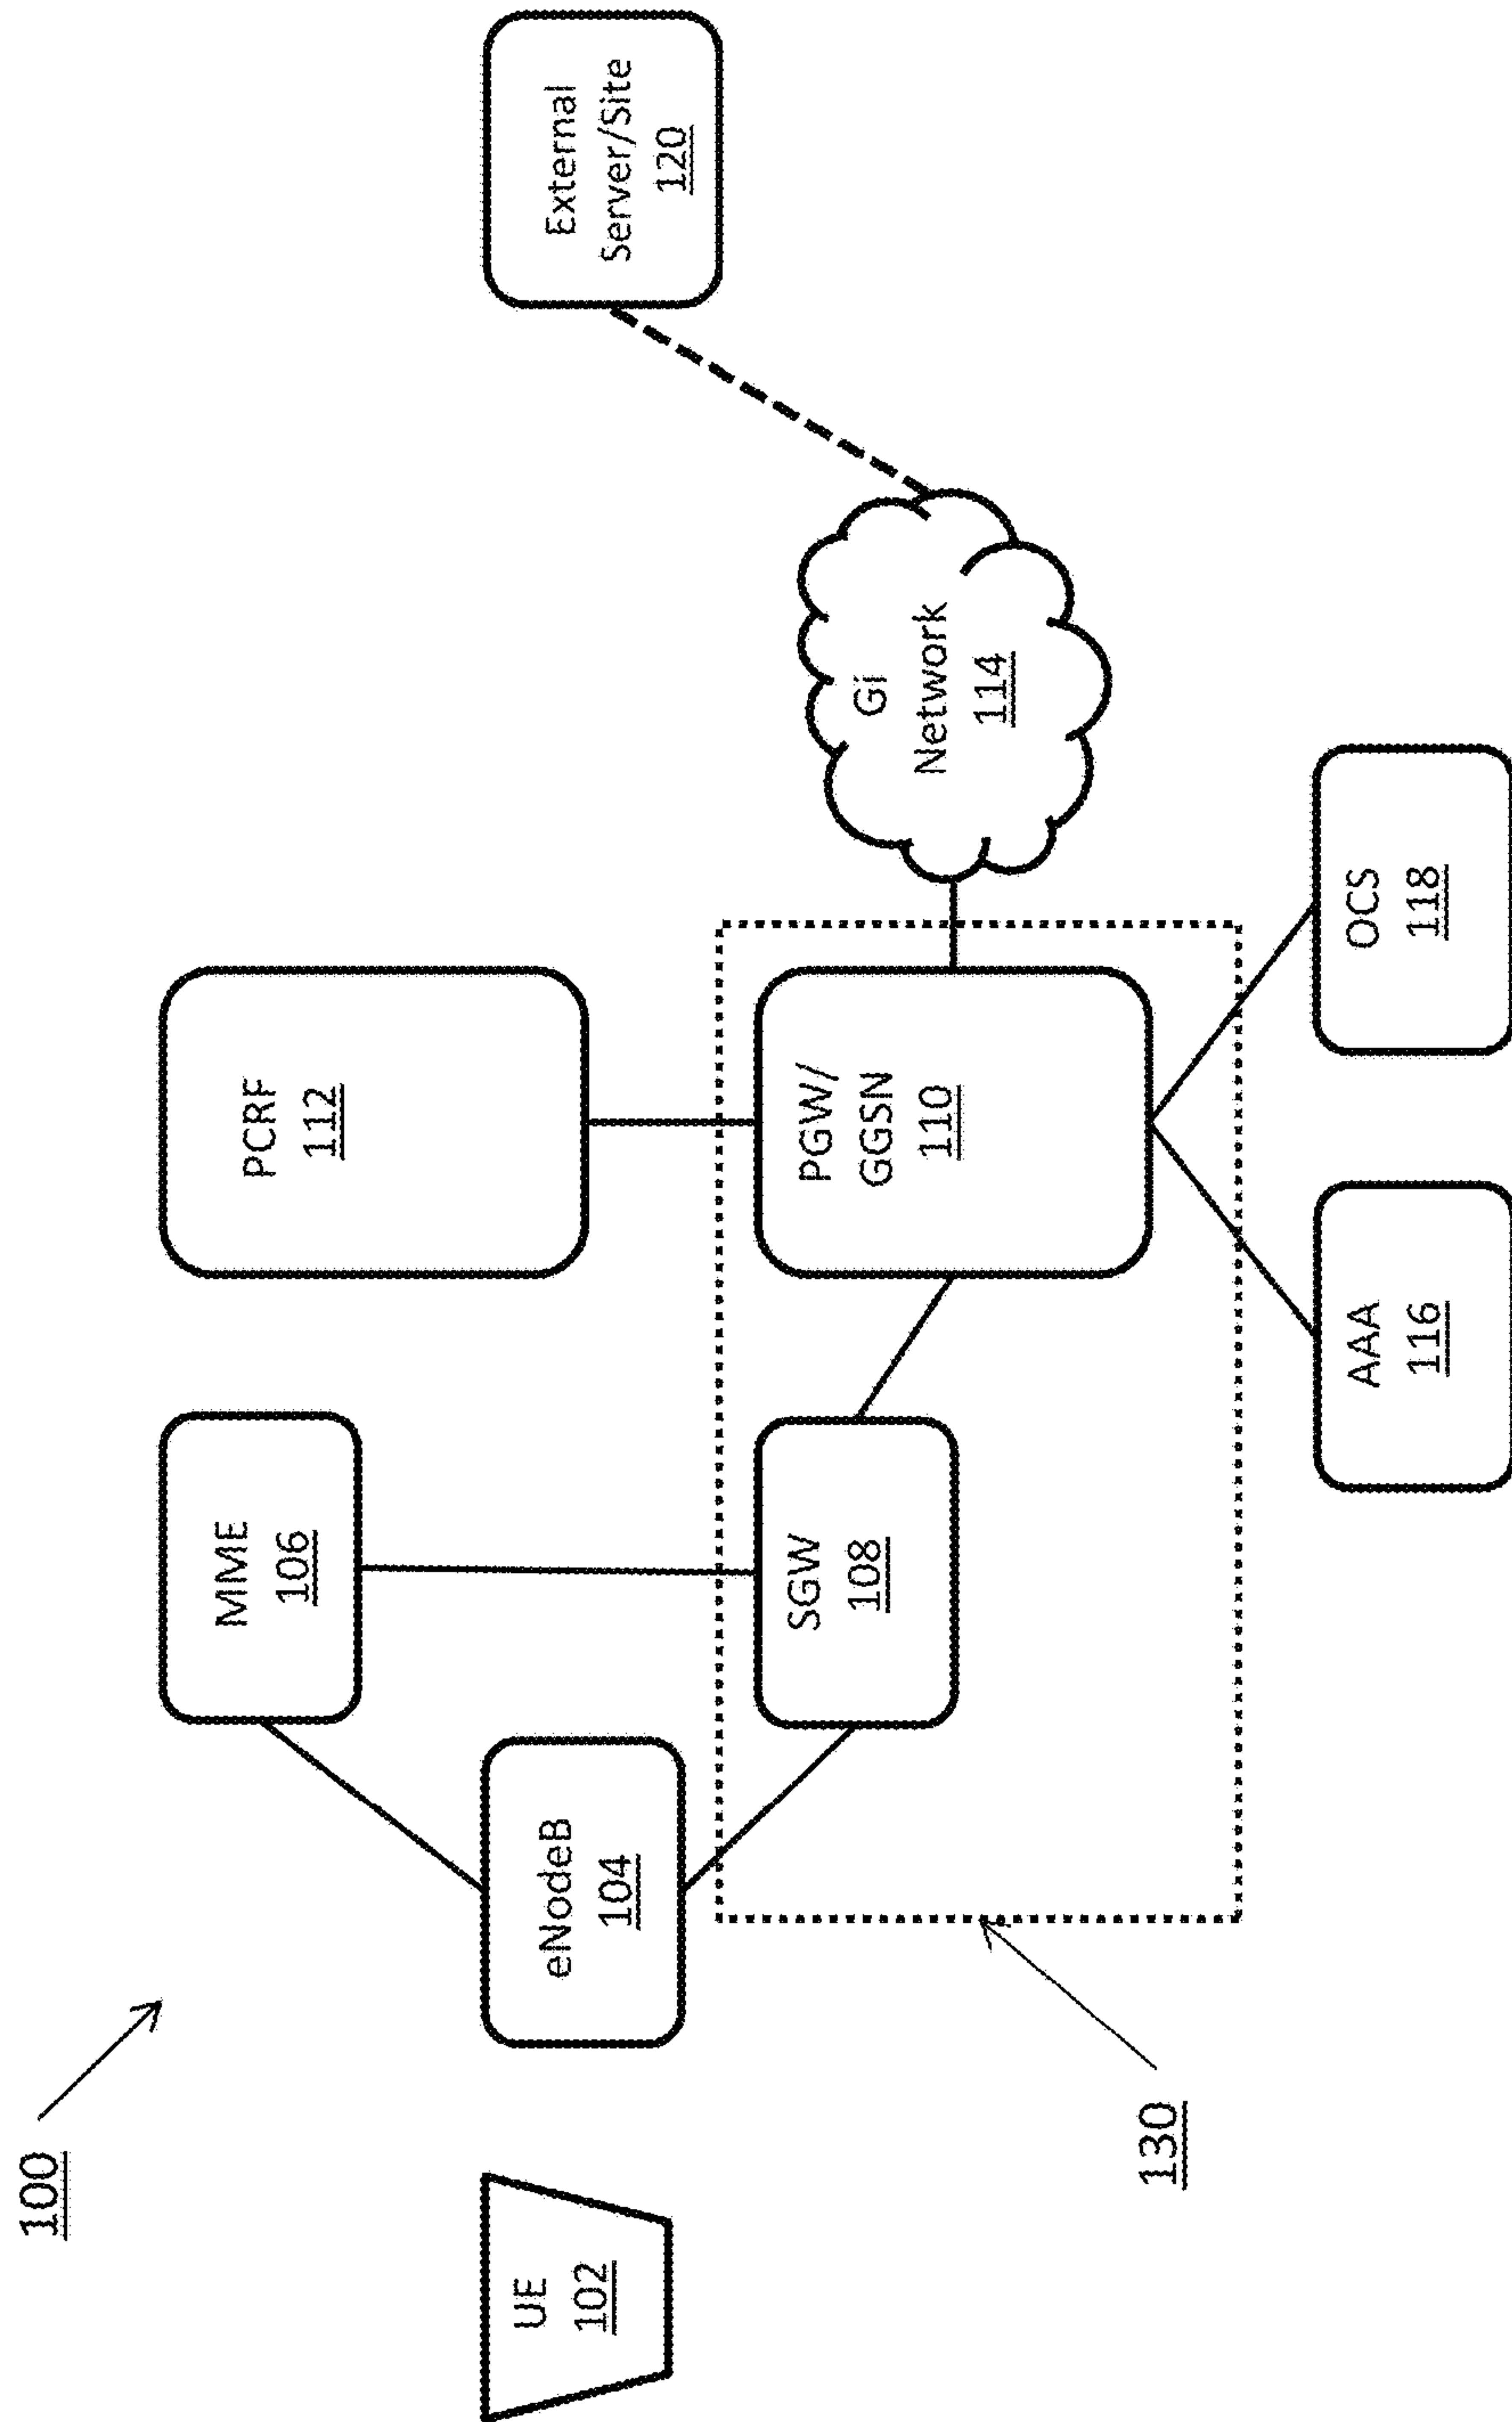 100
UE
102
eNodeB
104
MME
106
PCRF
112
SGW
108
PGW/
GGSN
110
Gi
Network
114
External
Server/Site
120
AAA
116
OCS
118
130